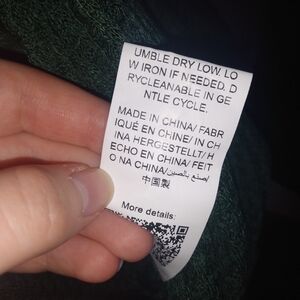 UMBLE DRY LOW. LO
W IRON IF NEEDED. D
RYCLEANABLE IN GE
NTLE CYCLE.
MADE IN CHINA/ FABR
IQUÉ EN CHINE/ IN CH
INA HERGESTELLT/ H
ECHO EN CHINA/ FEIT
O NA CHINA/صنع بالصين/
中国製
More details: